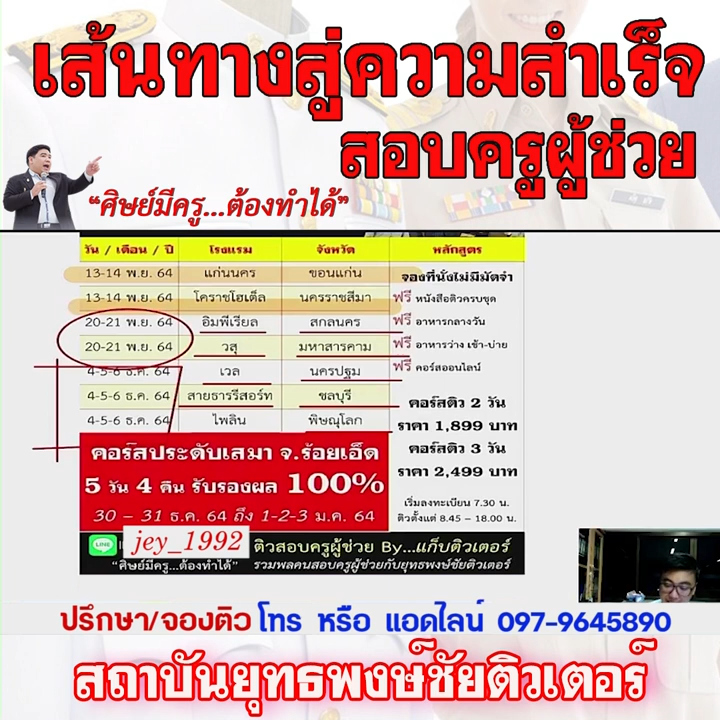 เส้นทางสู่ความสำเร็จ
สอบครูผู้ช่วย
“ศิษย์มีครู...ต้องทำได้”
วัน / เดือน / ปี โรงแรม จังหวัด หลักสูตร
13-14 พ.ย. 64 แก่นนคร ขอนแก่น จองที่นั่งไม่มีมัดจำ
13-14 พ.ย. 64 โคราชโฮเต็ล นครราชสีมา ฟรี หนังสือติวครบชุด
20-21 พ.ย. 64 อิมพีเรียล สกลนคร ฟรี อาหารกลางวัน
20-21 พ.ย. 64 วสุ มหาสารคาม ฟรี อาหารว่าง เช้า-บ่าย
4-5-6 ธ.ค. 64 เวล นครปฐม ฟรี คอร์สออนไลน์
4-5-6 ธ.ค. 64 สายธารรีสอร์ท ชลบุรี
4-5-6 ธ.ค. 64 ไพลิน พิษณุโลก
คอร์สติว 2 วัน
ราคา 1,899 บาท
คอร์สติว 3 วัน
ราคา 2,499 บาท
เริ่มลงทะเบียน 7.30 น.
ติวตั้งแต่ 8.45 – 18.00 น.
คอร์สประดับเสมา จ.ร้อยเอ็ด
5 วัน 4 คืน รับรองผล 100%
30 – 31 ธ.ค. 64 ถึง 1-2-3 ม.ค. 64
LINE jey_1992 ติวสอบครูผู้ช่วย By...แก็บติวเตอร์
“ศิษย์มีครู...ต้องทำได้” รวมพลคนสอบครูผู้ช่วยกับยุทธพงษ์ชัยติวเตอร์
ปรึกษา/จองติว โทร หรือ แอดไลน์ 097-9645890
สถาบันยุทธพงษ์ชัยติวเตอร์